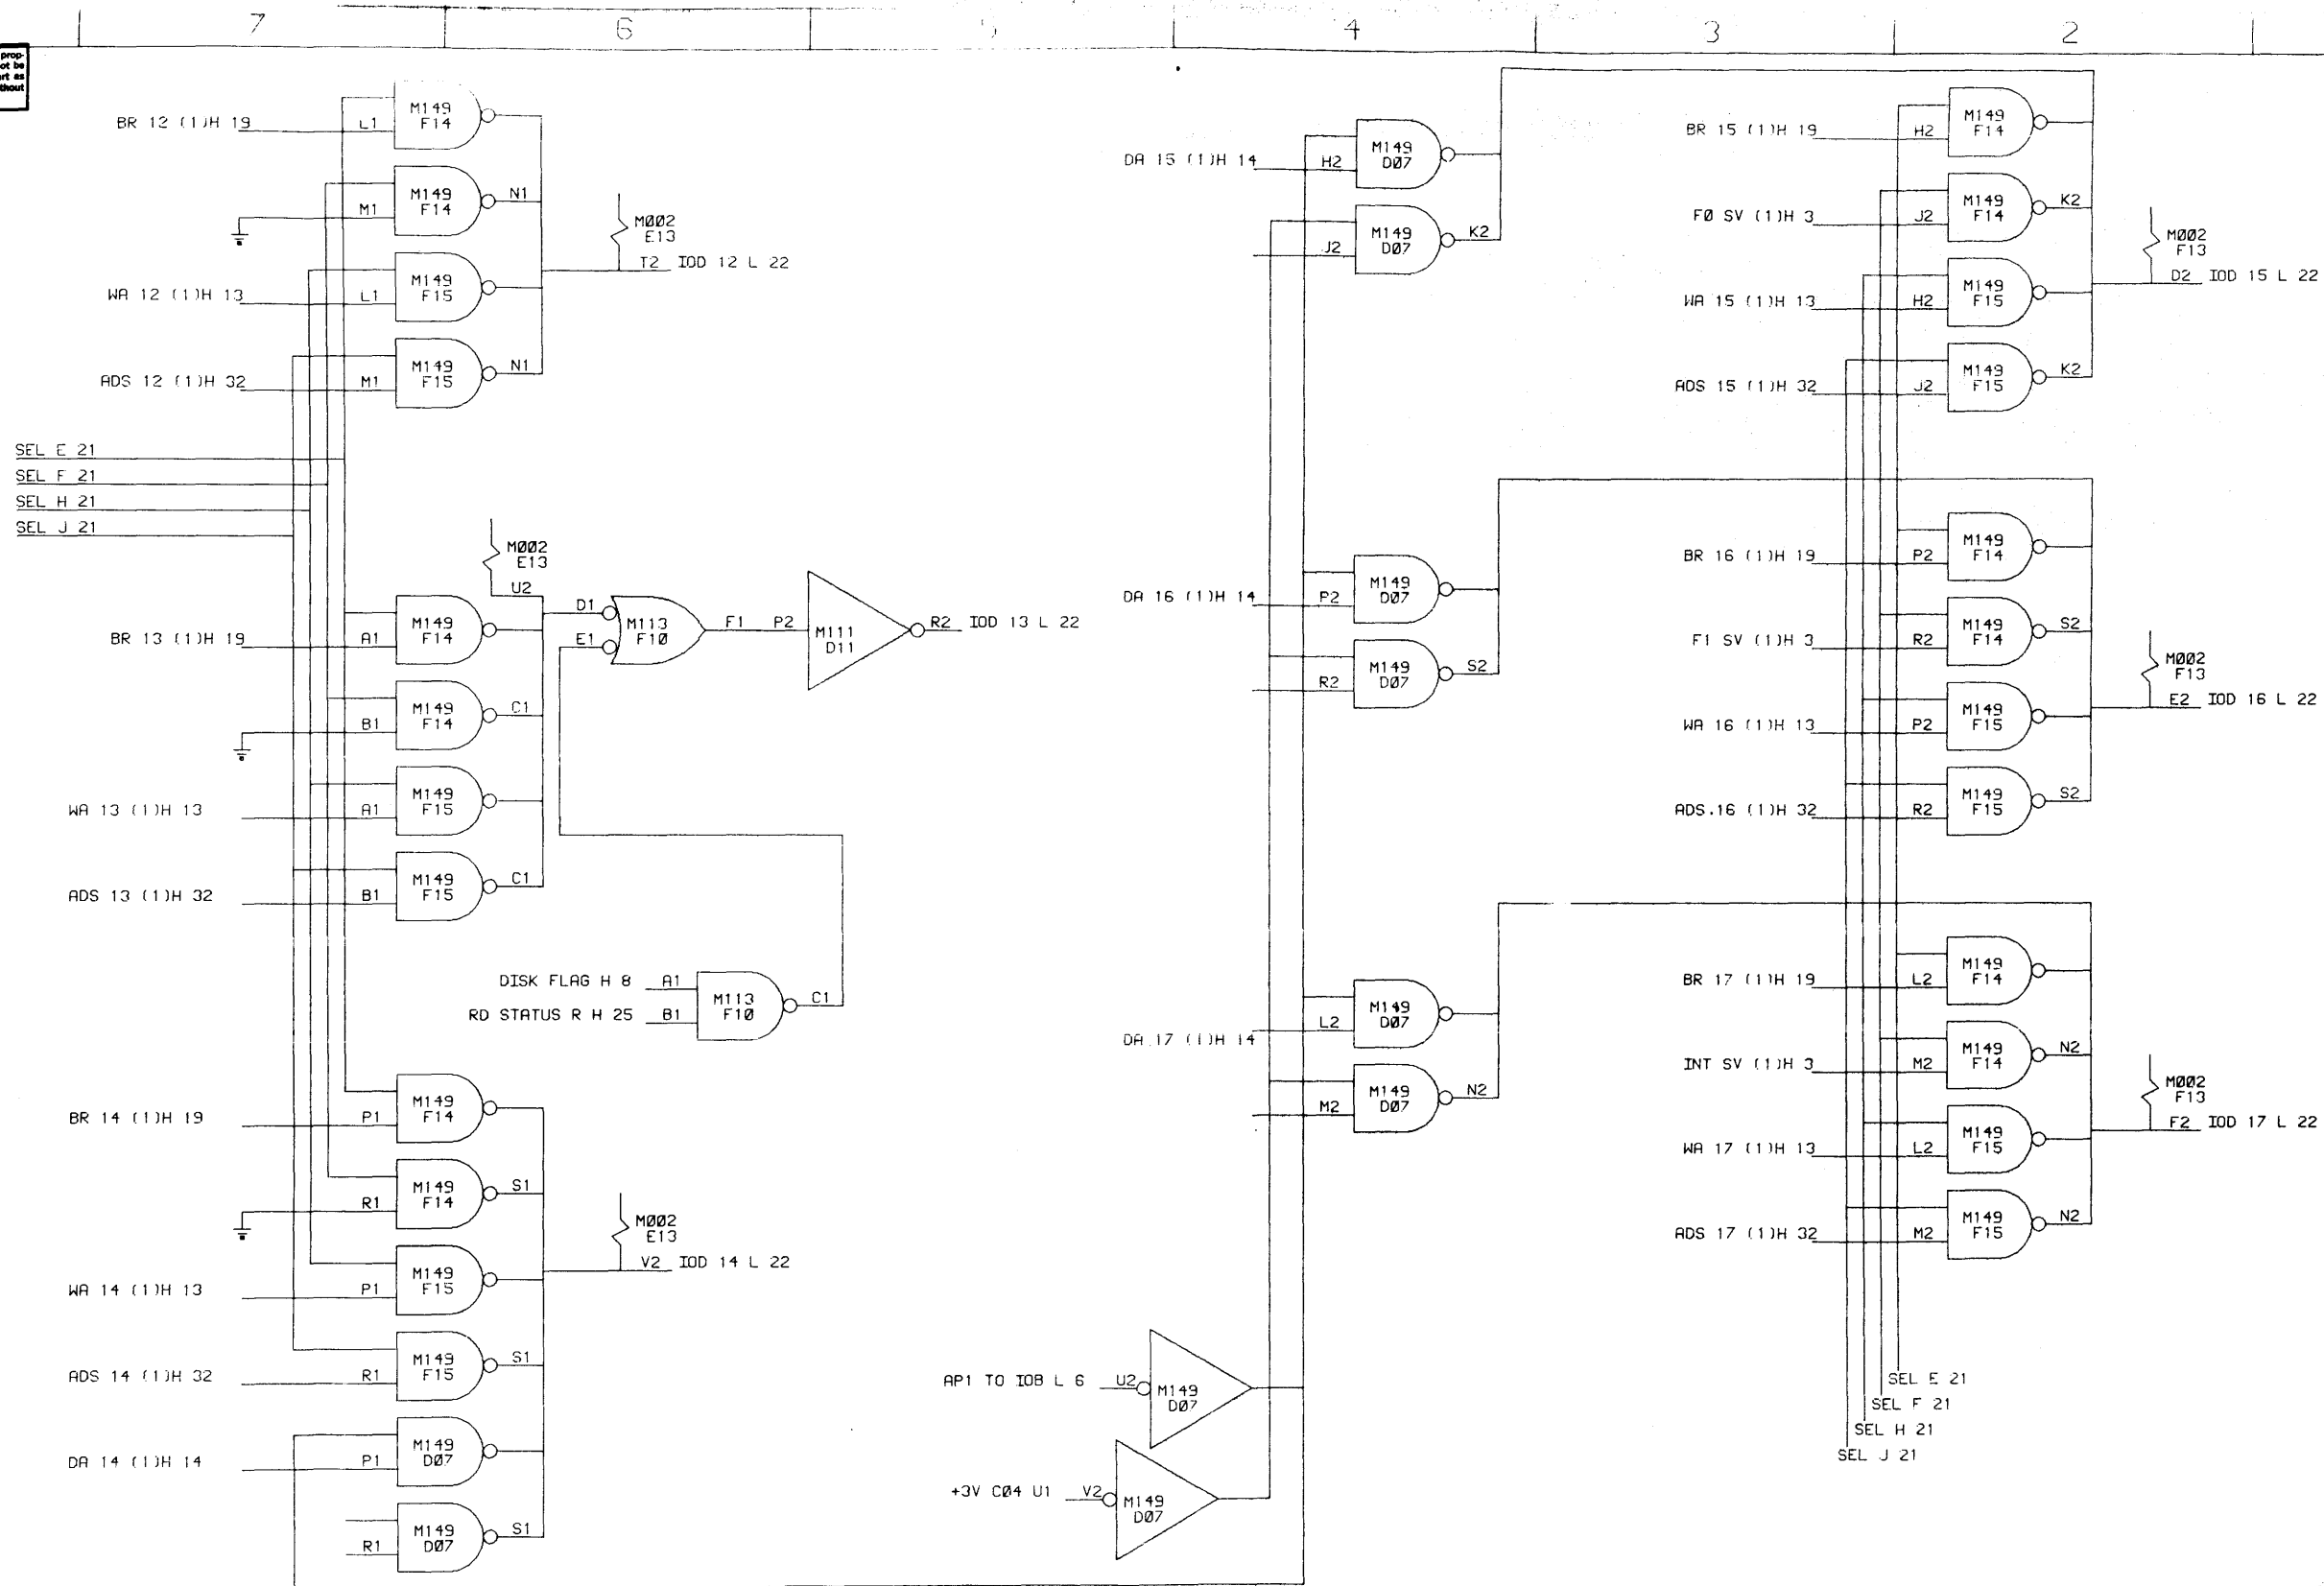 7 6 5 4 3 2
prop-
ot be
rt as
thout
BR 12 (1)H 19 L1 M149 F14
M1 M149 F14 N1
WA 12 (1)H 13 L1 M149 F15
ADS 12 (1)H 32 M1 M149 F15 N1
M002 E13
T2 IOD 12 L 22
SEL E 21
SEL F 21
SEL H 21
SEL J 21
M002 E13
U2
BR 13 (1)H 19 A1 M149 F14
B1 M149 F14 C1
WA 13 (1)H 13 A1 M149 F15
ADS 13 (1)H 32 B1 M149 F15 C1
D1 E1 M113 F10 F1 P2 M111 D11 R2 IOD 13 L 22
DISK FLAG H 8 A1
RD STATUS R H 25 B1
M113 F10 C1
BR 14 (1)H 19 P1 M149 F14
R1 M149 F14 S1
WA 14 (1)H 13 P1 M149 F15
ADS 14 (1)H 32 R1 M149 F15 S1
DA 14 (1)H 14 P1 M149 D07
R1 M149 D07 S1
M002 E13
V2 IOD 14 L 22
DA 15 (1)H 14 H2 M149 D07
J2 M149 D07 K2
DA 16 (1)H 14 P2 M149 D07
R2 M149 D07 S2
DA 17 (1)H 14 L2 M149 D07
M2 M149 D07 N2
AP1 TO IOB L 6 U2 M149 D07
+3V C04 U1 V2 M149 D07
BR 15 (1)H 19 H2 M149 F14
F0 SV (1)H 3 J2 M149 F14 K2
WA 15 (1)H 13 H2 M149 F15
ADS 15 (1)H 32 J2 M149 F15 K2
M002 F13
D2 IOD 15 L 22
BR 16 (1)H 19 P2 M149 F14
F1 SV (1)H 3 R2 M149 F14 S2
WA 16 (1)H 13 P2 M149 F15
ADS 16 (1)H 32 R2 M149 F15 S2
M002 F13
E2 IOD 16 L 22
BR 17 (1)H 19 L2 M149 F14
INT SV (1)H 3 M2 M149 F14 N2
WA 17 (1)H 13 L2 M149 F15
ADS 17 (1)H 32 M2 M149 F15 N2
M002 F13
F2 IOD 17 L 22
SEL E 21
SEL F 21
SEL H 21
SEL J 21